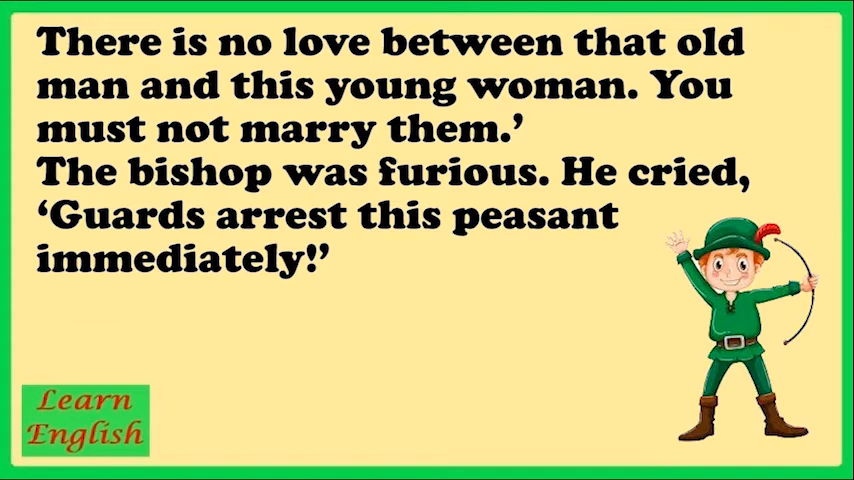 There is no love between that old
man and this young woman. You
must not marry them.’
The bishop was furious. He cried,
‘Guards arrest this peasant
immediately!’
Learn
English